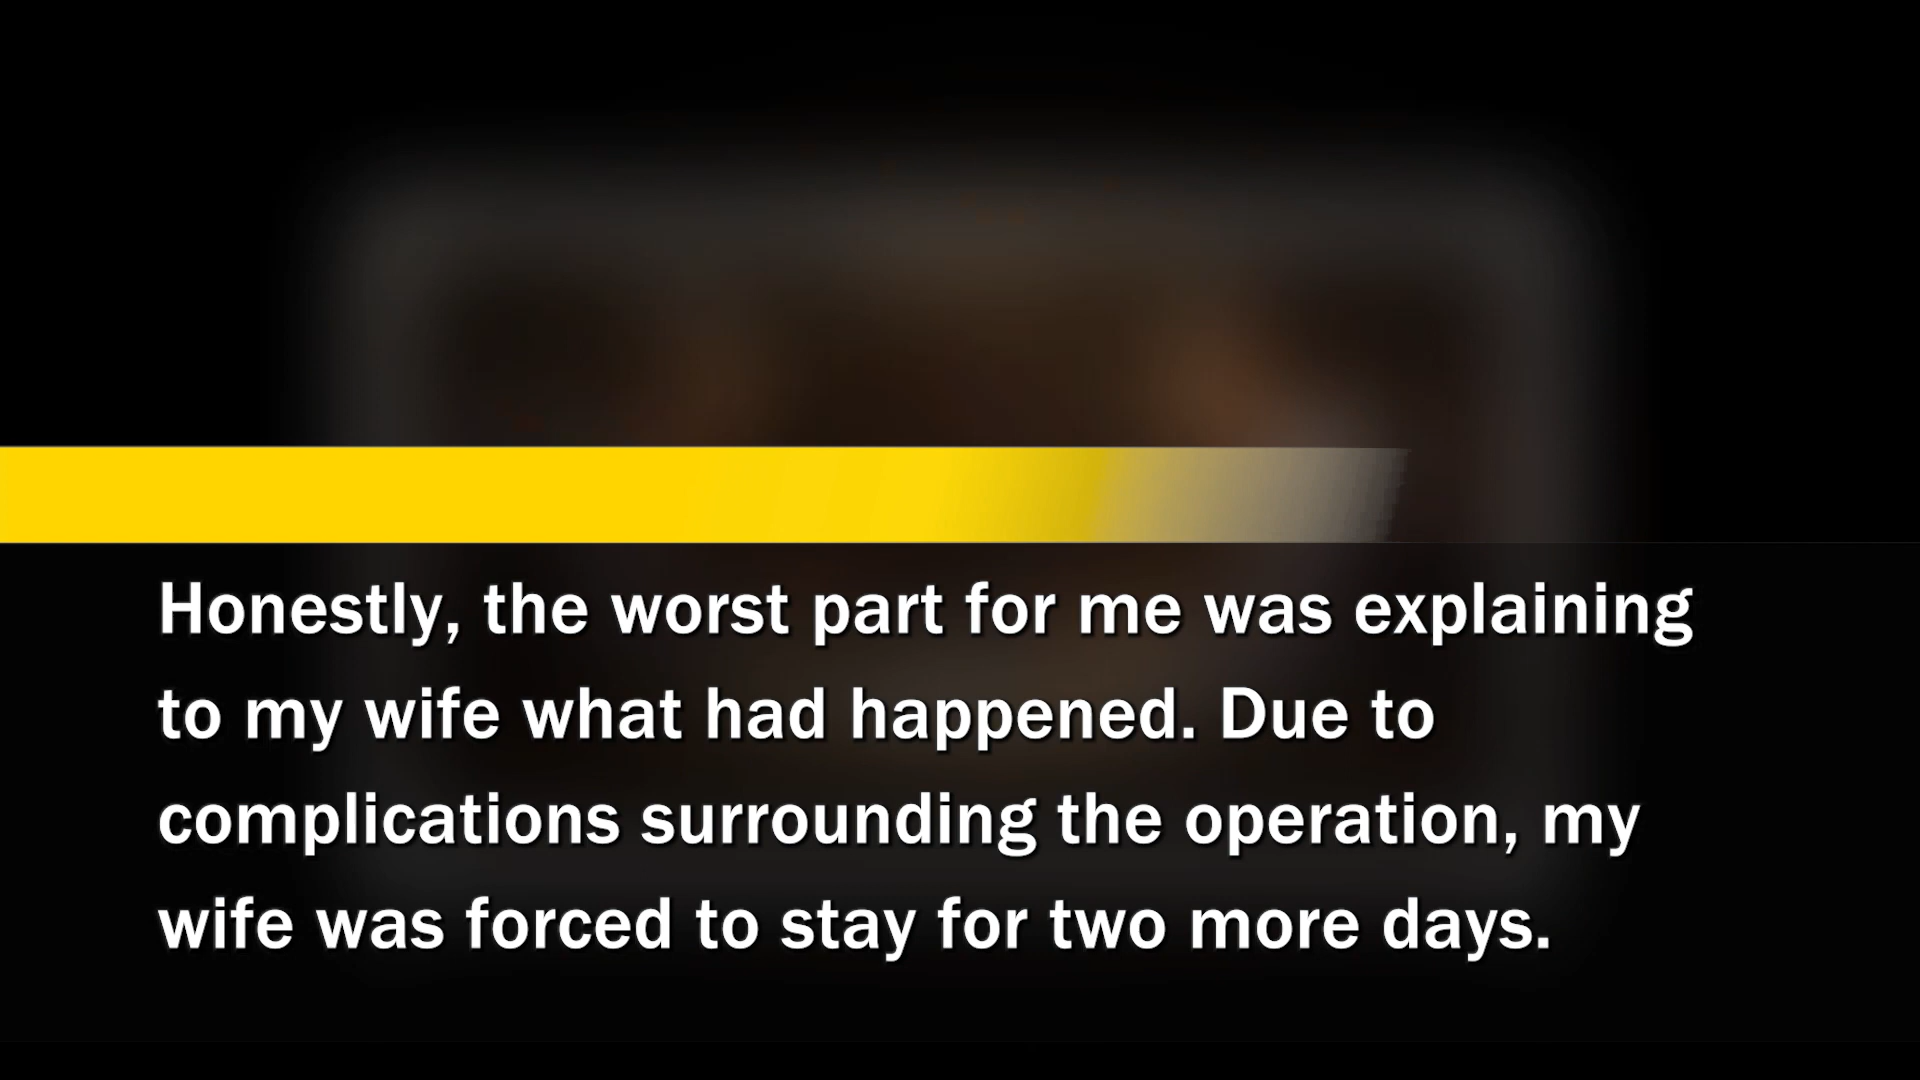 Honestly, the worst part for me was explaining
to my wife what had happened. Due to
complications surrounding the operation, my
wife was forced to stay for two more days.